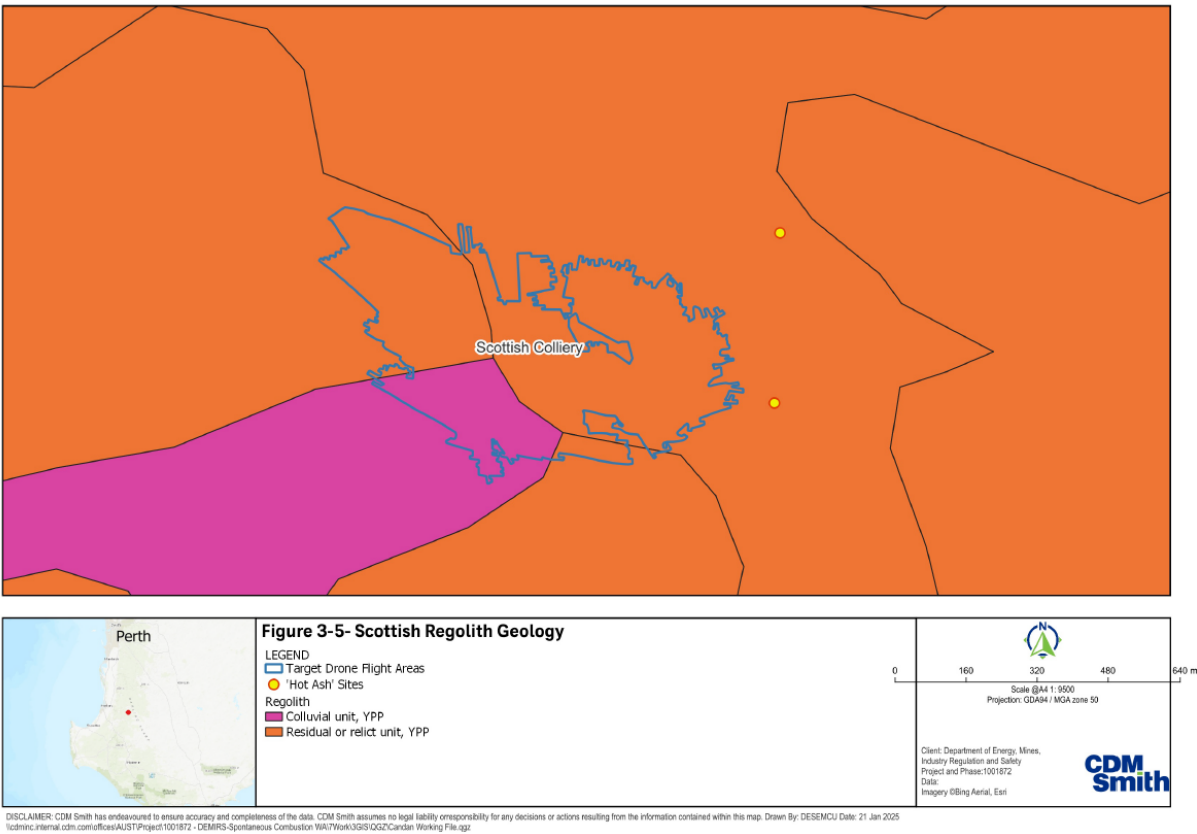 Scottish Colliery
Perth
Figure 3-5- Scottish Regolith Geology
LEGEND
Target Drone Flight Areas
'Hot Ash' Sites
Regolith
Colluvial unit, YPP
Residual or relict unit, YPP
N
0 160 320 480 640 m
Scale @A4 1: 9500
Projection: GDA94 / MGA zone 50
Client: Department of Energy, Mines,
Industry Regulation and Safety
Project and Phase:1001872
Data:
Imagery ©Bing Aerial, Esri
CDM
Smith
DISCLAIMER: CDM Smith has endeavoured to ensure accuracy and completeness of the data. CDM Smith assumes no legal liability orresponsibility for any decisions or actions resulting from the information contained within this map. Drawn By: DESEMCU Date: 21 Jan 2025
\\cdminc.internal.cdm.com\offices\AUST\Project\1001872 - DEMIRS-Spontaneous Combustion WA\7Work\3GIS\QGZ\Candan Working File.qgz